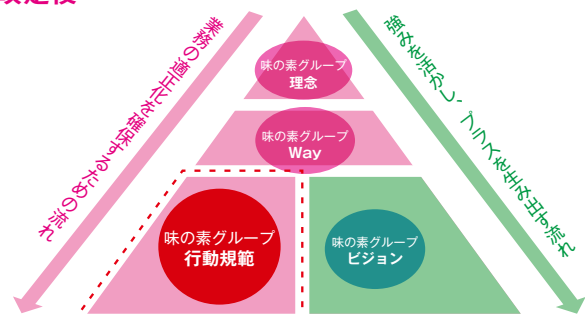 業務の適正化を確保するための流れ
強みを活かし、プラスを生み出す流れ
味の素グループ
理念
味の素グループ
Way
味の素グループ
行動規範
味の素グループ
ビジョン